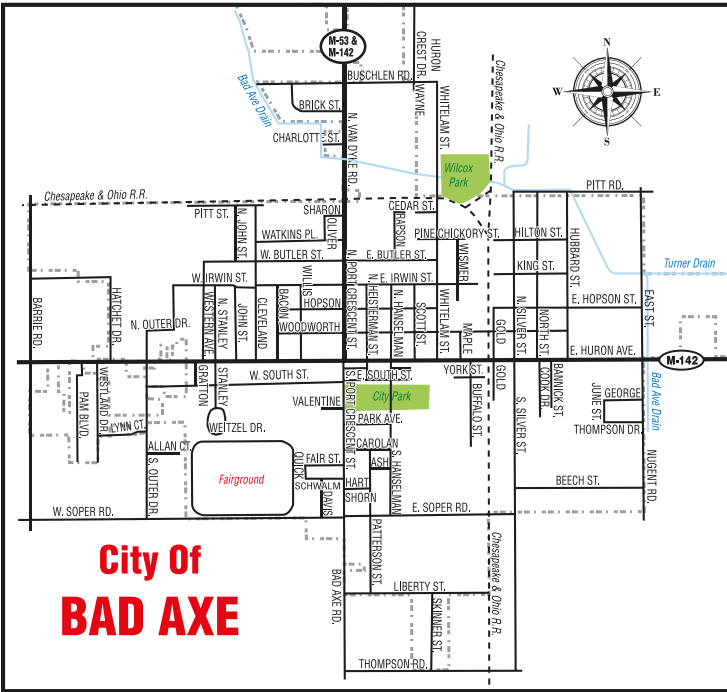 M-53 &
M-142
HURON
CREST DR.
Chesapeake & Ohio R.R.
N
W
E
S
BUSCHLEN RD.
Bad Ave Drain
BRICK ST.
WAYNE
WHITELAM ST.
CHARLOTTE ST.
N. VAN DYKE RD.
Wilcox
Park
PITT RD.
Chesapeake & Ohio R.R.
PITT ST.
N. JOHN ST.
SHARON
OLIVER
CEDAR ST.
RAPSON
WATKINS PL.
PINE
CHICKORY ST.
HILTON ST.
HUBBARD ST.
W. BUTLER ST.
E. BUTLER ST.
WISNER
KING ST.
Turner Drain
W. IRWIN ST.
E. IRWIN ST.
BARRIE RD.
HATCHET DR.
N. OUTER DR.
WESTERN AVE.
N. STANLEY
JOHN ST.
CLEVELAND
BACON
WILLIS
HOPSON
WOODWORTH
N. PORT CRESCENT ST.
N. HEISTERMAN ST.
N. HANSELMAN
SCOTT ST.
WHITELAM ST.
MAPLE
GOLD
N. SILVER ST.
NORTH ST.
E. HOPSON ST.
EAST ST.
E. HURON AVE.
M-142
W. SOUTH ST.
E. SOUTH ST.
YORK ST.
GOLD
PAM BLVD.
WESTLAND DR.
LYNN CT.
GRATTON
STANLEY
WEITZEL DR.
VALENTINE
City Park
PARK AVE.
S. PORT CRESCENT ST.
BUFFALO ST.
S. SILVER ST.
COOK DR.
BANNICK ST.
JUNE ST.
GEORGE
THOMPSON DR.
Bad Ave Drain
ALLAN CT.
S. OUTER DR.
Fairground
CAROLAN
QUICK
FAIR ST.
ASH
S. HANSELMAN
SCHWALM
HART
DAVIS
SHORN
BEECH ST.
NUGENT RD.
W. SOPER RD.
E. SOPER RD.
City Of
BAD AXE
PATTERSON ST.
BAD AXE RD.
Chesapeake & Ohio R.R.
LIBERTY ST.
SKINNER ST.
THOMPSON RD.